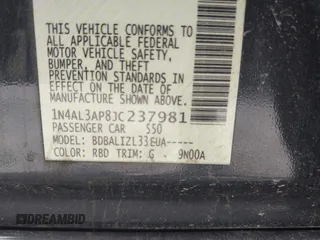 THIS VEHICLE CONFORMS TO
ALL APPLICABLE FEDERAL
MOTOR VEHICLE SAFETY,
BUMPER, AND THEFT
STANDARDS IN
EFFECT ON THE
DATE OF
MANUFACTURE
SHOWN ABOVE.
1N4AL3AP8JC237981
PASSENGER CAR S50
MODEL: BDBALIZL33EUA-----
COLOR: RBD TRIM: G 9N00A
DREAMBID